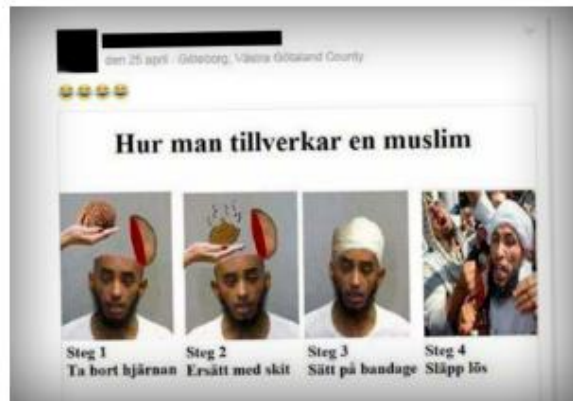 den 25 april · Göteborg, Västra Götaland County
Hur man tillverkar en muslim
Steg 1
Ta bort hjärnan
Steg 2
Ersätt med skit
Steg 3
Sätt på bandage
Steg 4
Släpp lös